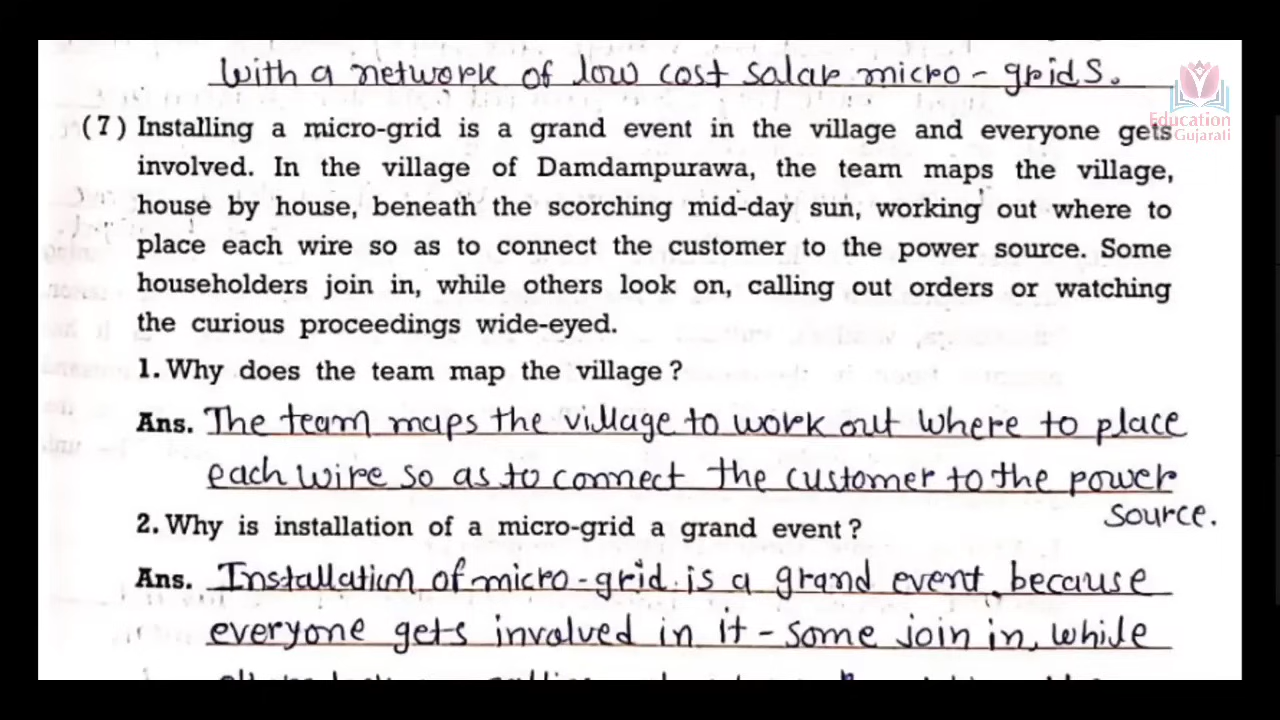 with a network of low cost salar micro-grids.
Education
Gujarati
(7) Installing a micro-grid is a grand event in the village and everyone gets
involved. In the village of Damdampurawa, the team maps the village,
house by house, beneath the scorching mid-day sun, working out where to
place each wire so as to connect the customer to the power source. Some
householders join in, while others look on, calling out orders or watching
the curious proceedings wide-eyed.
1. Why does the team map the village?
Ans. The team maps the village to work out where to place
each wire so as to connect the customer to the power
source.
2. Why is installation of a micro-grid a grand event?
Ans. Installation of micro-grid is a grand event, because
everyone gets involved in it - some join in, while